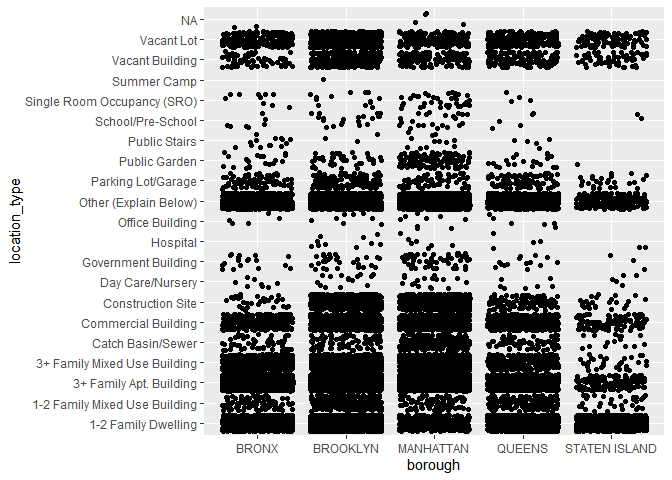 NA
Vacant Lot
Vacant Building
Summer Camp
Single Room Occupancy (SRO)
School/Pre-School
Public Stairs
Public Garden
Parking Lot/Garage
Other (Explain Below)
Office Building
Hospital
Government Building
Day Care/Nursery
Construction Site
Commercial Building
Catch Basin/Sewer
3+ Family Mixed Use Building
3+ Family Apt. Building
1-2 Family Mixed Use Building
1-2 Family Dwelling
location_type
BRONX BROOKLYN MANHATTAN QUEENS STATEN ISLAND
borough